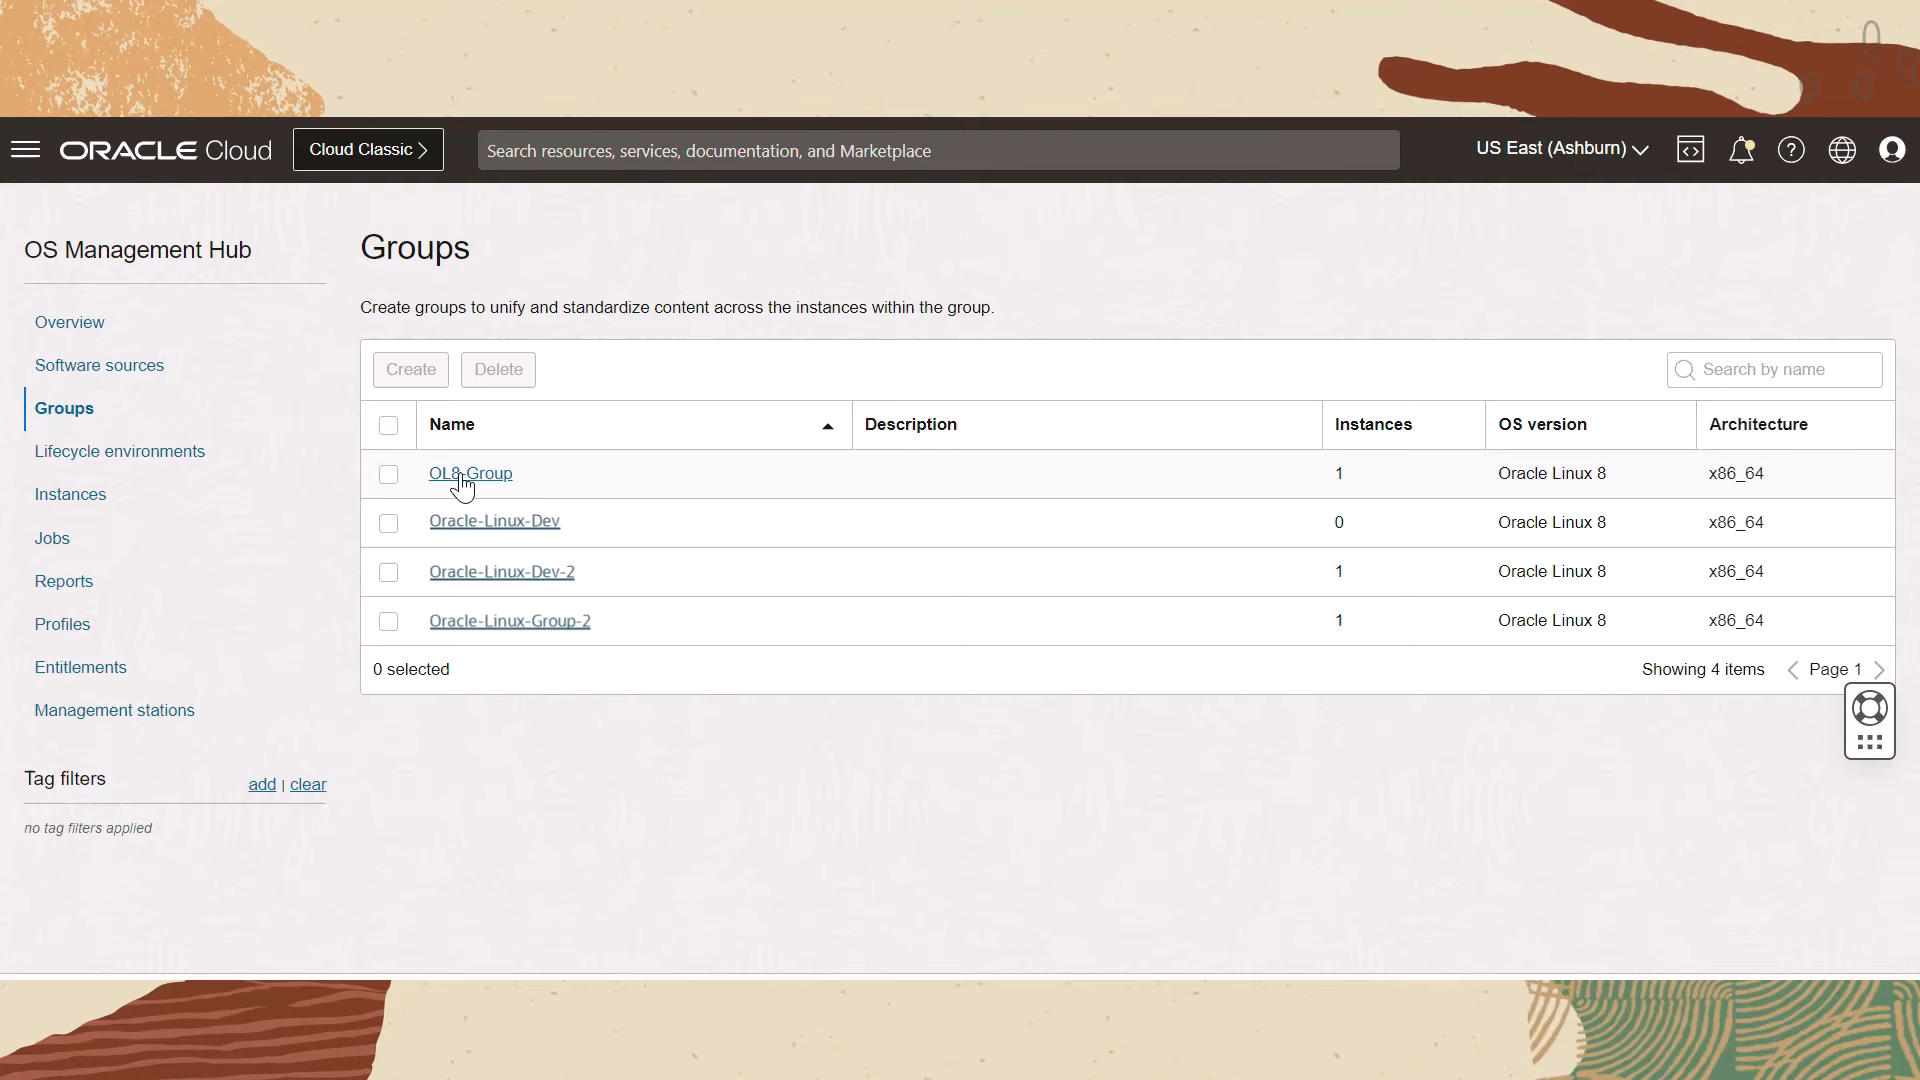 ORACLE Cloud
Cloud Classic
Search resources, services, documentation, and Marketplace
US East (Ashburn)
OS Management Hub
Overview
Software sources
Groups
Lifecycle environments
Instances
Jobs
Reports
Profiles
Entitlements
Management stations
Tag filters
add | clear
no tag filters applied
Groups
Create groups to unify and standardize content across the instances within the group.
Create Delete
Search by name
Name Description Instances OS version Architecture
OL8-Group 1 Oracle Linux 8 x86_64
Oracle-Linux-Dev 0 Oracle Linux 8 x86_64
Oracle-Linux-Dev-2 1 Oracle Linux 8 x86_64
Oracle-Linux-Group-2 1 Oracle Linux 8 x86_64
0 selected
Showing 4 items
Page 1